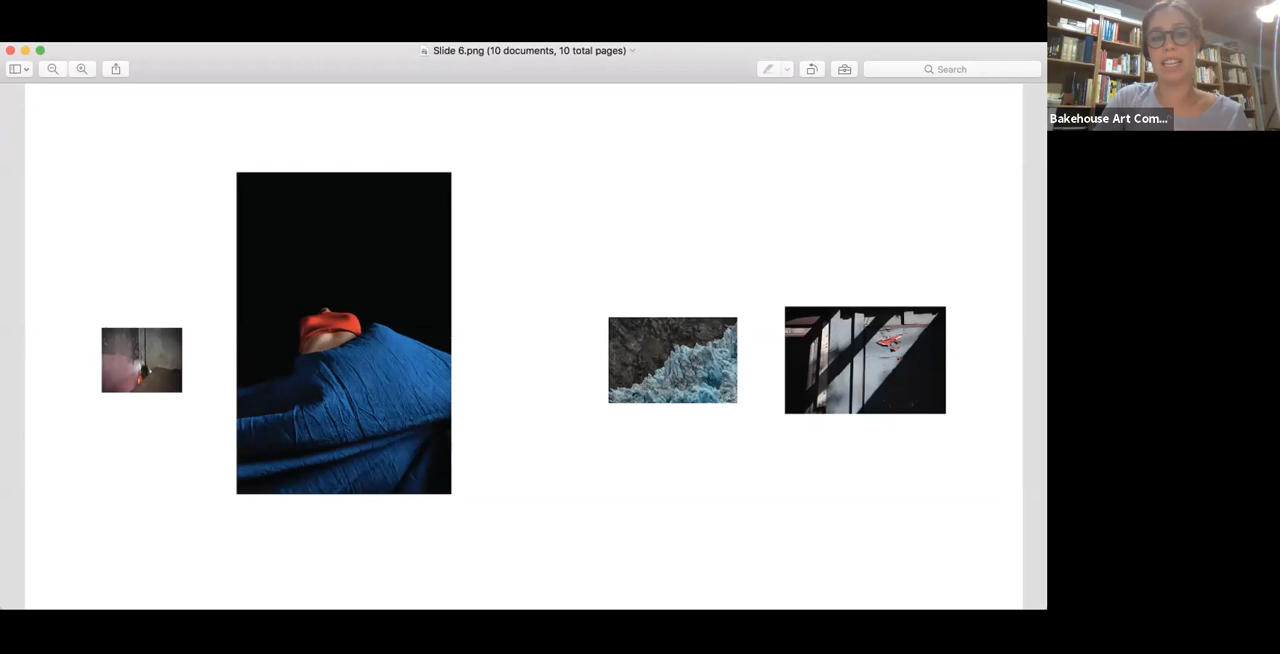 Slide 6.png (10 documents, 10 total pages)
Search
Bakehouse Art Com...